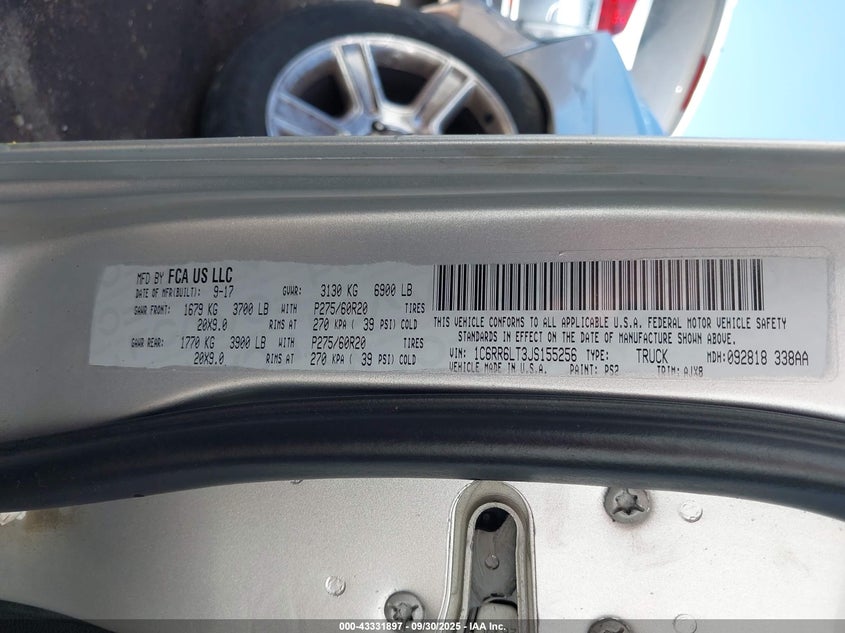 MFD BY FCA US LLC
DATE OF MFR(BUILT): 9-17 GVWR: 3130 KG 6900 LB
GAWR FRONT: 1679 KG 3700 LB WITH P275/60R20 TIRES
20X9.0 RIMS AT 270 KPA ( 39 PSI) COLD
GAWR REAR: 1770 KG 3900 LB WITH P275/60R20 TIRES
20X9.0 RIMS AT 270 KPA ( 39 PSI) COLD
THIS VEHICLE CONFORMS TO ALL APPLICABLE U.S.A. FEDERAL MOTOR VEHICLE SAFETY
STANDARDS IN EFFECT ON THE DATE OF MANUFACTURE SHOWN ABOVE.
VIN: 1C6RR6LT3JS155256 TYPE: TRUCK MDH:092818 338AA
VEHICLE MADE IN U.S.A. PAINT: PS2 TRIM: AJX8
000-43331897 - 09/30/2025 - IAA Inc.